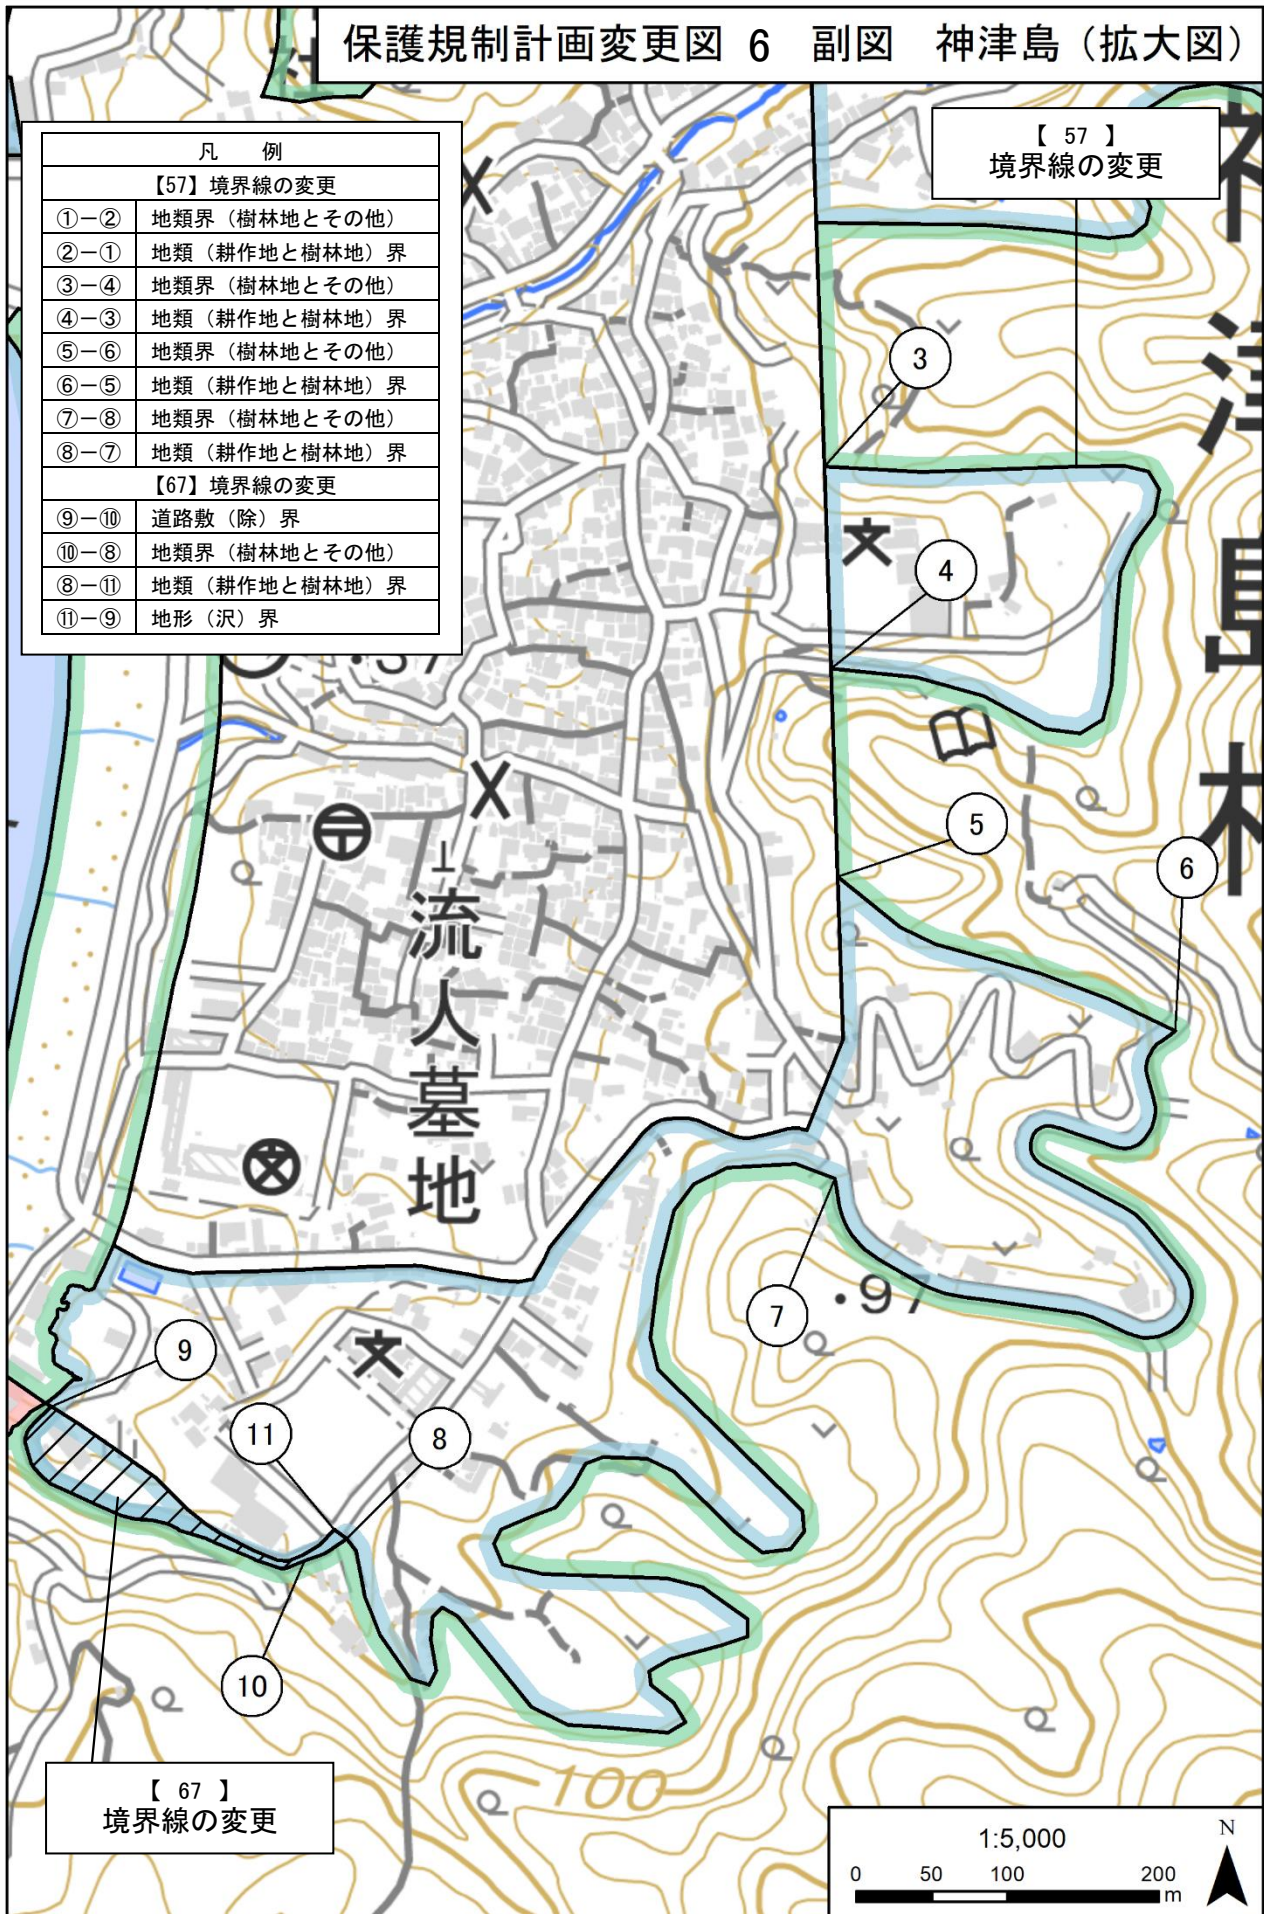 保護規制計画変更図 6　副図　神津島（拡大図）
凡　例
【57】境界線の変更
①－②　地類界（樹林地とその他）
②－①　地類（耕作地と樹林地）界
③－④　地類界（樹林地とその他）
④－③　地類（耕作地と樹林地）界
⑤－⑥　地類界（樹林地とその他）
⑥－⑤　地類（耕作地と樹林地）界
⑦－⑧　地類界（樹林地とその他）
⑧－⑦　地類（耕作地と樹林地）界
【67】境界線の変更
⑨－⑩　道路敷（除）界
⑩－⑧　地類界（樹林地とその他）
⑧－⑪　地類（耕作地と樹林地）界
⑪－⑨　地形（沢）界
【 57 】
境界線の変更
神津島村
3
4
5
6
流人墓地
7
・97
9
11
8
10
【 67 】
境界線の変更
100
1:5,000
N
0 50 100 200
m